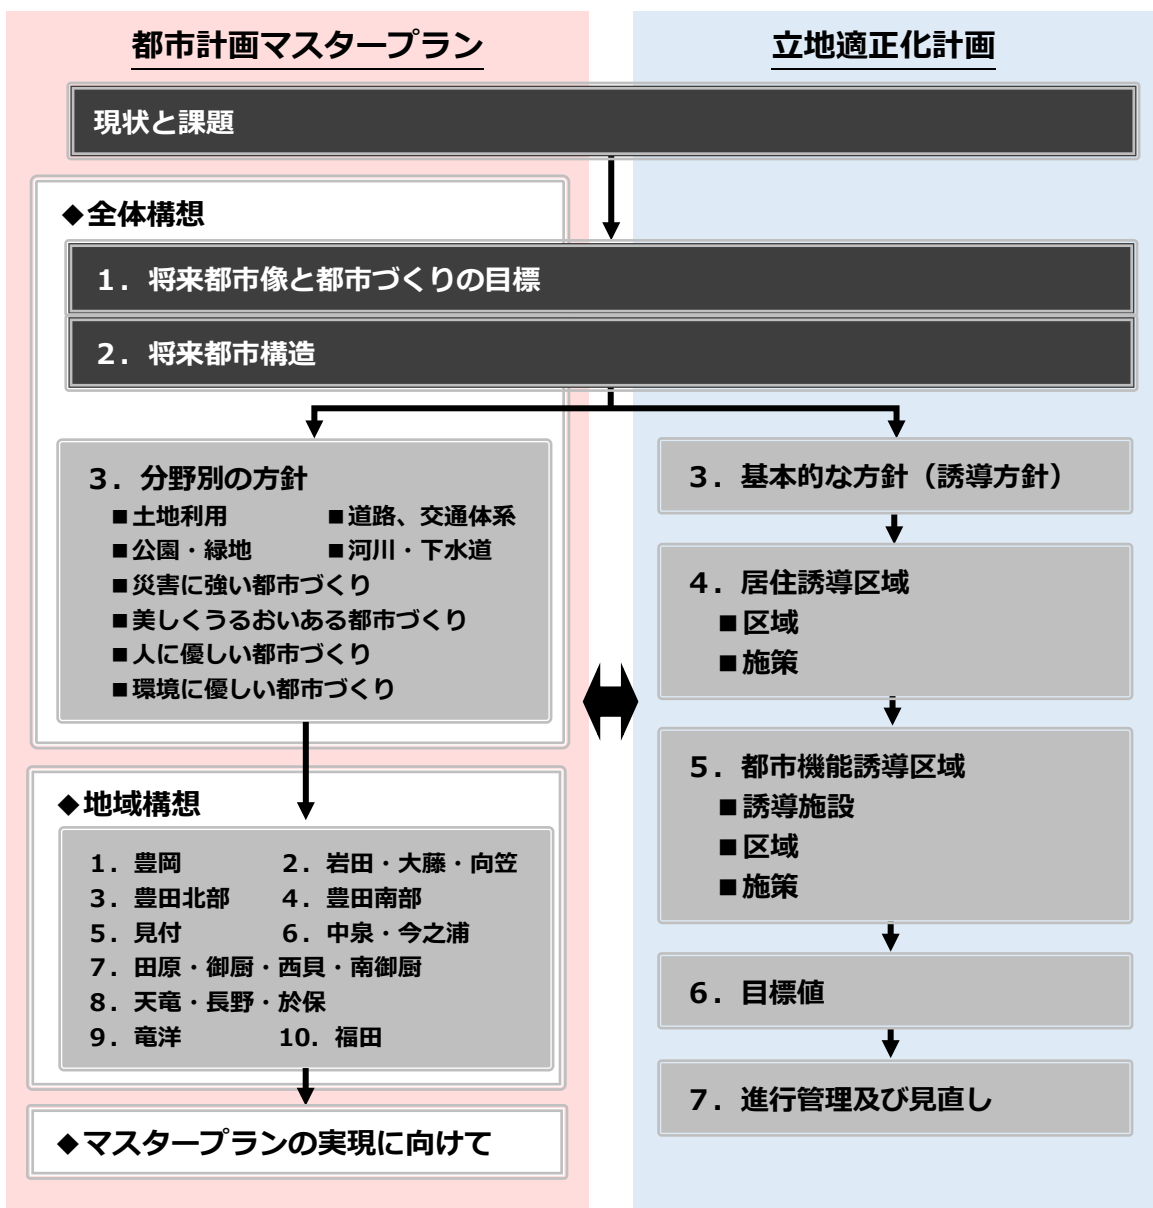 都市計画マスタープラン
立地適正化計画
現状と課題
◆全体構想
１．将来都市像と都市づくりの目標
２．将来都市構造
３．分野別の方針
■土地利用 ■道路、交通体系
■公園・緑地 ■河川・下水道
■災害に強い都市づくり
■美しくうるおいある都市づくり
■人に優しい都市づくり
■環境に優しい都市づくり
◆地域構想
１．豊岡 ２．岩田・大藤・向笠
３．豊田北部 ４．豊田南部
５．見付 ６．中泉・今之浦
７．田原・御厨・西貝・南御厨
８．天竜・長野・於保
９．竜洋 10．福田
◆マスタープランの実現に向けて
３．基本的な方針（誘導方針）
４．居住誘導区域
■区域
■施策
５．都市機能誘導区域
■誘導施設
■区域
■施策
６．目標値
７．進行管理及び見直し